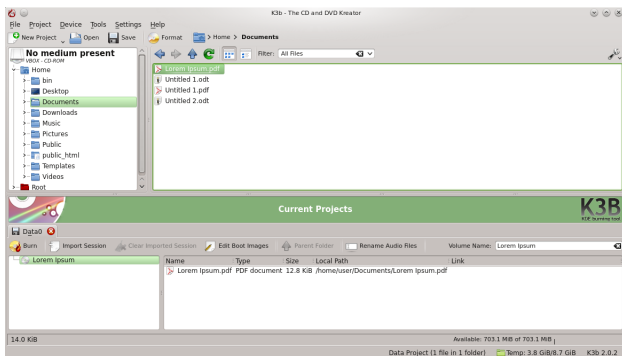 K3b - The CD and DVD Kreator
File Project Device Tools Settings Help
New Project Open Save Format > Home > Documents
No medium present
VBOX - CD-ROM
Filter: All Files
Home
bin
Desktop
Documents
Downloads
Music
Pictures
Public
public_html
Templates
Videos
Root
Lorem Ipsum.pdf
Untitled 1.odt
Untitled 1.pdf
Untitled 2.odt
Current Projects
K3B
KDE burning tool
Data0
Burn Import Session Clear Imported Session Edit Boot Images Parent Folder Rename Audio Files Volume Name: Lorem Ipsum
Lorem Ipsum
Name Type Size Local Path Link
Lorem Ipsum.pdf PDF document 12.8 KiB /home/user/Documents/Lorem Ipsum.pdf
14.0 KiB
Available: 703.1 MiB of 703.1 MiB
Data Project (1 file in 1 folder) Temp: 3.8 GiB/8.7 GiB K3b 2.0.2